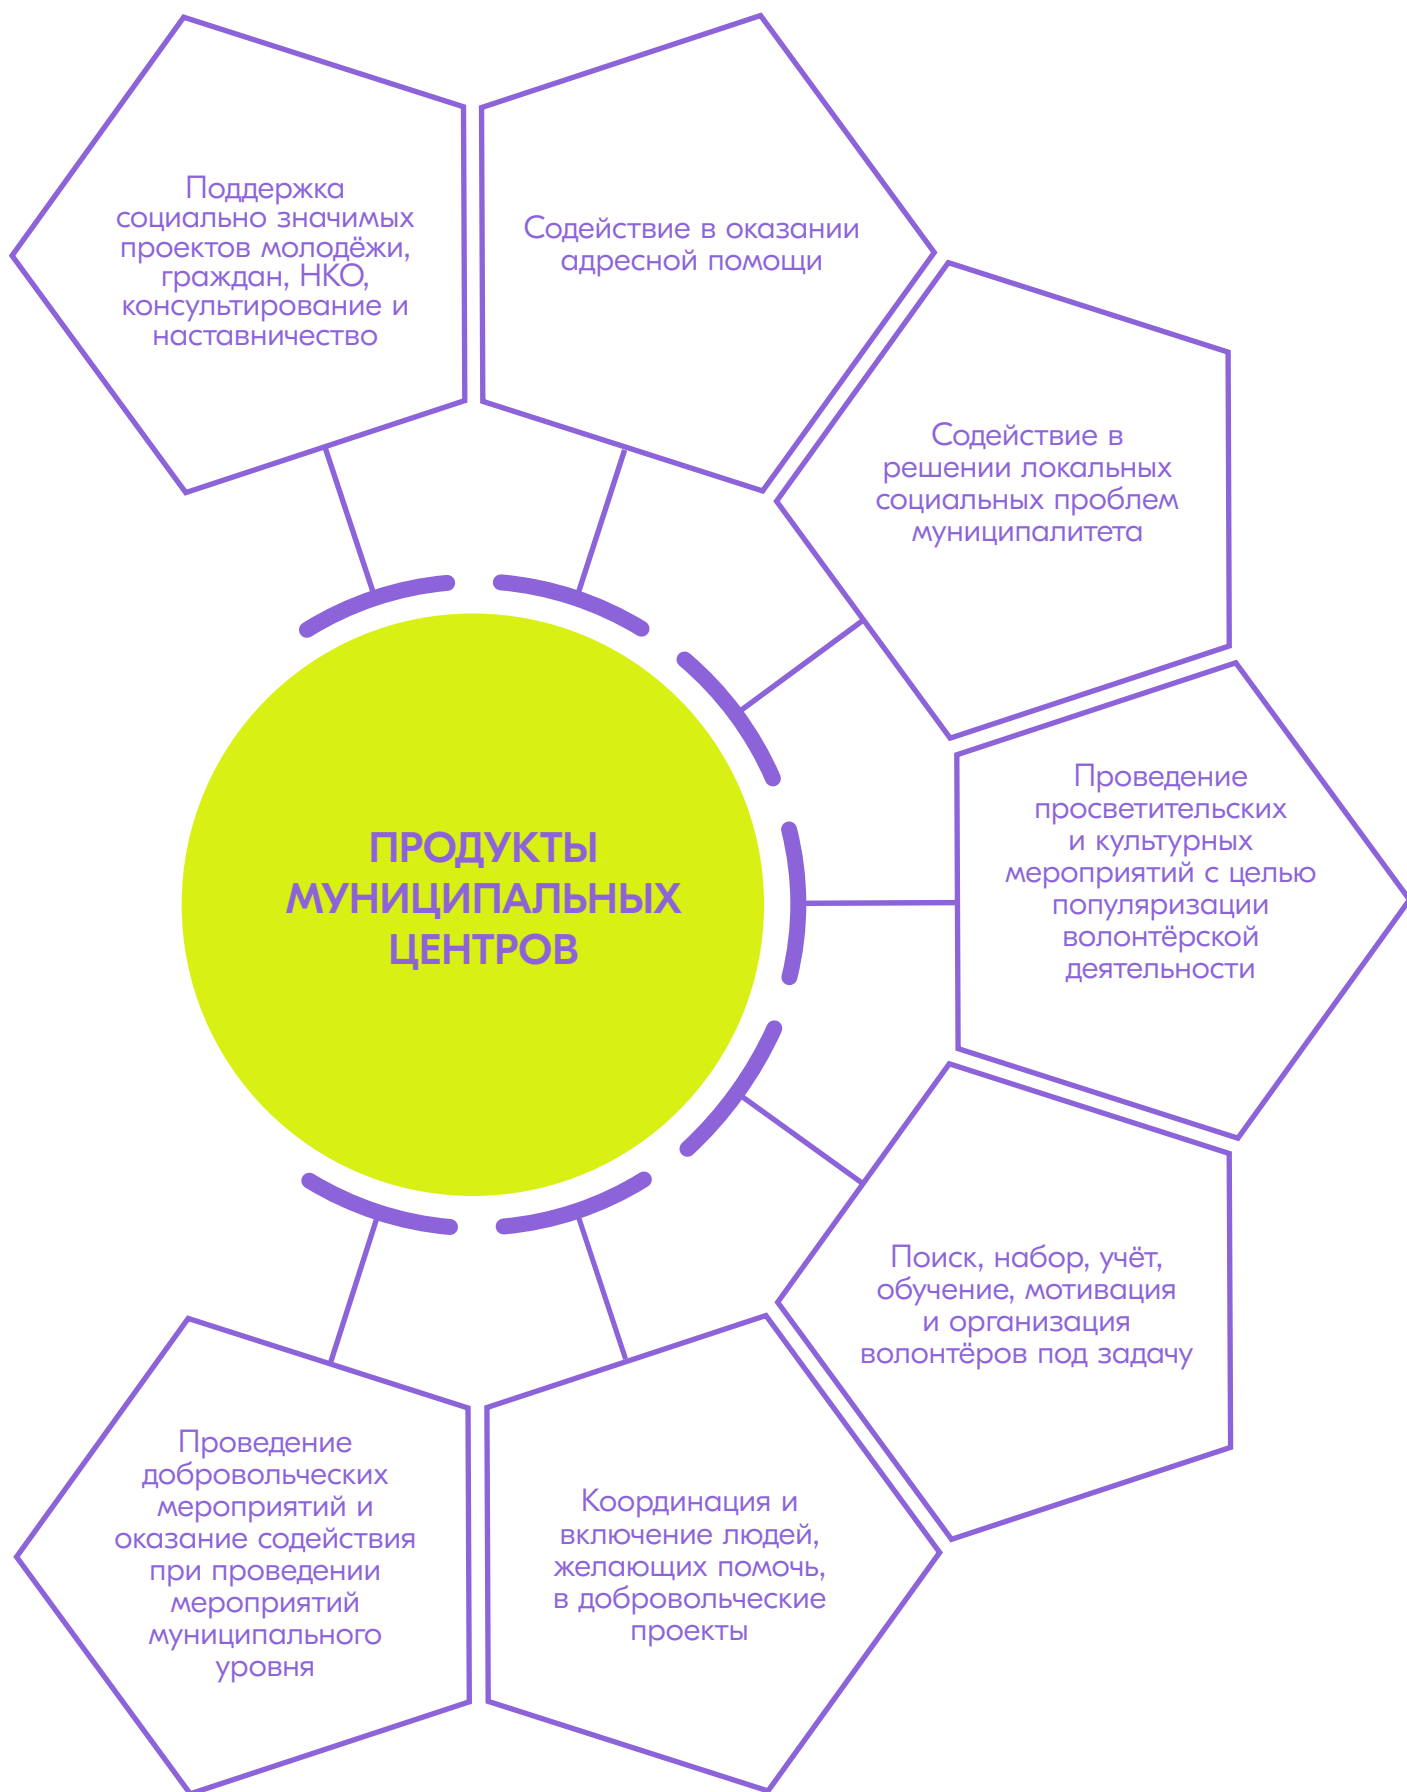 Поддержка
социально значимых
проектов молодёжи,
граждан, НКО,
консультирование и
наставничество
Содействие в оказании
адресной помощи
Содействие в
решении локальных
социальных проблем
муниципалитета
Проведение
просветительских
и культурных
мероприятий с целью
популяризации
волонтёрской
деятельности
ПРОДУКТЫ
МУНИЦИПАЛЬНЫХ
ЦЕНТРОВ
Поиск, набор, учёт,
обучение, мотивация
и организация
волонтёров под задачу
Координация и
включение людей,
желающих помочь,
в добровольческие
проекты
Проведение
добровольческих
мероприятий и
оказание содействия
при проведении
мероприятий
муниципального
уровня